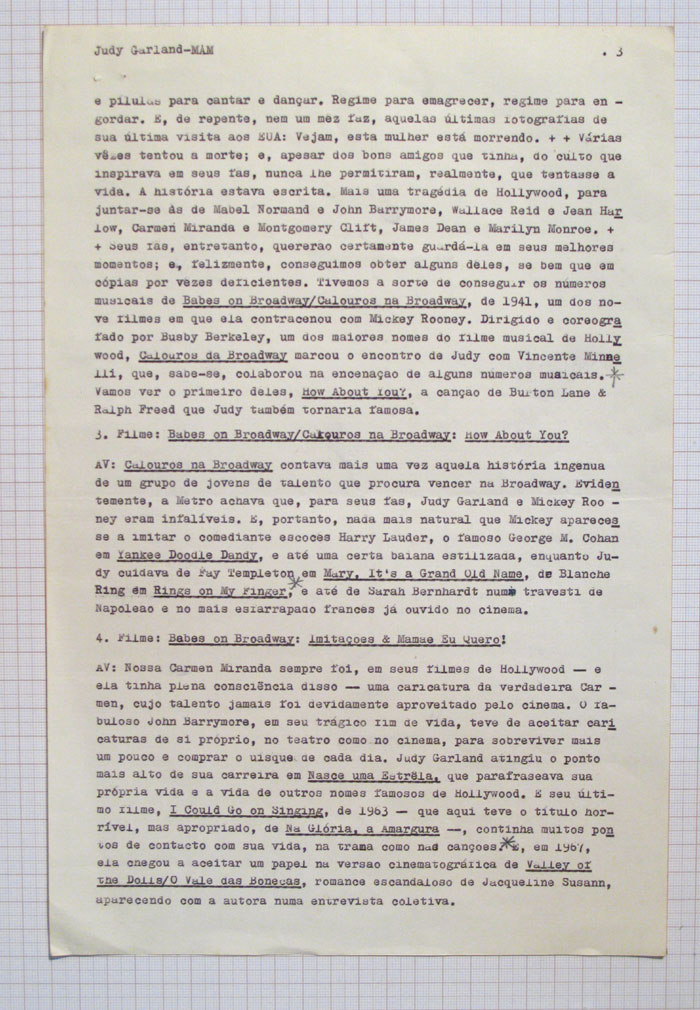 Judy Garland-MAM . 3
e pílulas para cantar e dançar. Regime para emagrecer, regime para en -
gordar. E, de repente, nem um mez faz, aquelas últimas fotografias de
sua última visita aos EUA: Vejam, esta mulher está morrendo. + + Várias
vêzes tentou a morte; e, apesar dos bons amigos que tinha, do culto que
inspirava em seus fas, nunca lhe permitiram, realmente, que tentasse a
vida. A história estava escrita. Mais uma tragédia de Hollywood, para
juntar-se às de Mabel Normand e John Barrymore, Wallace Reid e Jean Har
low, Carmen Miranda e Montgomery Clift, James Dean e Marilyn Monroe. +
+ Seus fas, entretanto, quererao certamente guardá-la em seus melhores
momentos; e, felizmente, conseguimos obter alguns dêles, se bem que em
cópias por vêzes deficientes. Tivemos a sorte de conseguir os números
musicais de Babes on Broadway/Calouros na Broadway, de 1941, um dos no-
ve filmes em que ela contracenou com Mickey Rooney. Dirigido e coreogra
fado por Busby Berkeley, um dos maiores nomes do filme musical de Holly
wood, Calouros da Broadway marcou o encontro de Judy com Vincente Minne
lli, que, sabe-se, colaborou na encenaçao de alguns números musicais.*
Vamos ver o primeiro deles, How About You?, a cançao de Burton Lane &
Ralph Freed que Judy também tornaria famosa.
3. Filme: Babes on Broadway/Calouros na Broadway: How About You?
AV: Calouros na Broadway contava mais uma vez aquela história ingenua
de um grupo de jovens de talento que procura vencer na Broadway. Eviden
temente, a Metro achava que, para seus fas, Judy Garland e Mickey Roo -
ney eram infalíveis. E, portanto, nada mais natural que Mickey apareces
se a imitar o comediante escoces Harry Lauder, o famoso George M. Cohan
em Yankee Doodle Dandy, e até uma certa baiana estilizada, enquanto Ju-
dy cuidava de Fay Templeton em Mary, It's a Grand Old Name, de Blanche
Ring em Rings on My Finger,* e até de Sarah Bernhardt num travesti de
Napoleao e no mais esfarrapado frances já ouvido no cinema.
4. Filme: Babes on Broadway: Imitaçoes & Mamae Eu Quero!
AV: Nossa Carmen Miranda sempre foi, em seus filmes de Hollywood — e
ela tinha plena consciência disso — uma caricatura da verdadeira Car -
men, cujo talento jamais foi devidamente aproveitado pelo cinema. O fa-
buloso John Barrymore, em seu trágico fim de vida, teve de aceitar cari
caturas de si próprio, no teatro como no cinema, para sobreviver mais
um pouco e comprar o uisque de cada dia. Judy Garland atingiu o ponto
mais alto de sua carreira em Nasce uma Estrêla, que parafraseava sua
própria vida e a vida de outros nomes famosos de Hollywood. E seu últi-
mo filme, I Could Go on Singing, de 1963 — que aqui teve o título hor-
rível, mas apropriado, de Na Glória, a Amargura —, continha muitos pon
tos de contacto com sua vida, na trama como nas cançoes.* E, em 1967,
ela chegou a aceitar um papel na versao cinematográfica de Valley of
the Dolls/O Vale das Bonecas, romance escandaloso de Jacqueline Susann,
aparecendo com a autora numa entrevista coletiva.